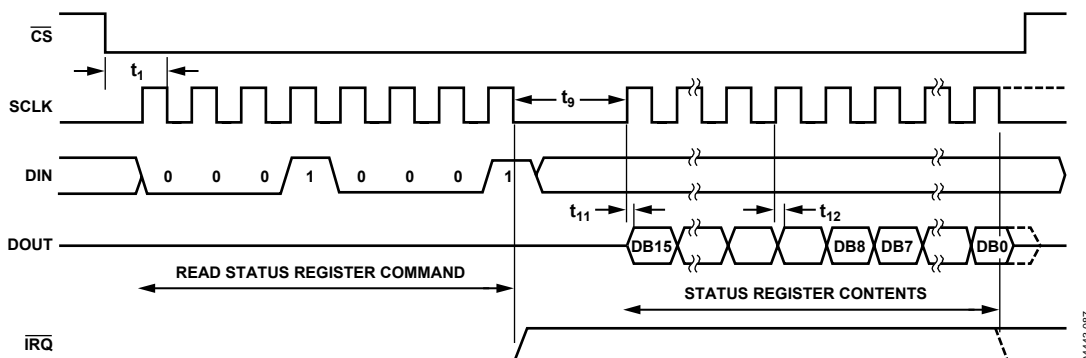 CS
t1
SCLK
t9
DIN
0 0 0 1 0 0 0 1
t11
t12
DOUT
DB15 DB8 DB7 DB0
READ STATUS REGISTER COMMAND
STATUS REGISTER CONTENTS
IRQ